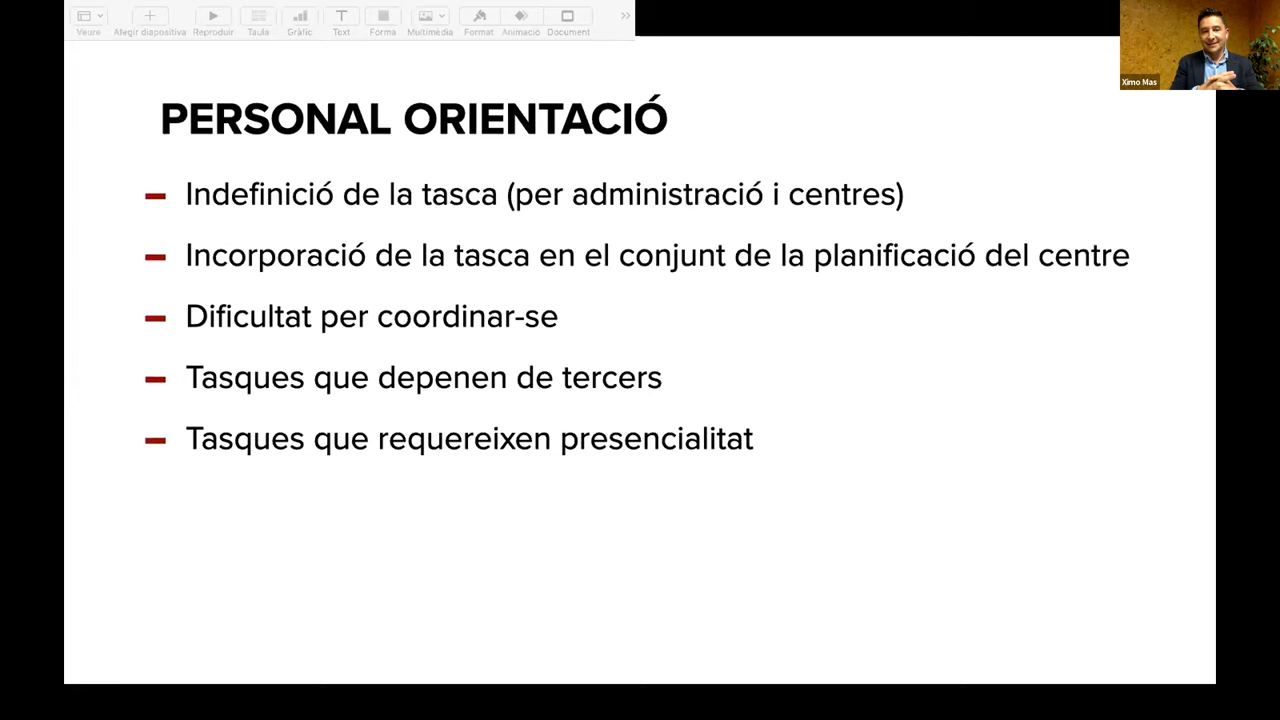 Veure
Afegir diapositiva
Reproduir
Taula
Gràfic
Text
Forma
Multimèdia
Format
Animació
Document
Ximo Mas
PERSONAL ORIENTACIÓ
Indefinició de la tasca (per administració i centres)
Incorporació de la tasca en el conjunt de la planificació del centre
Dificultat per coordinar-se
Tasques que depenen de tercers
Tasques que requereixen presencialitat